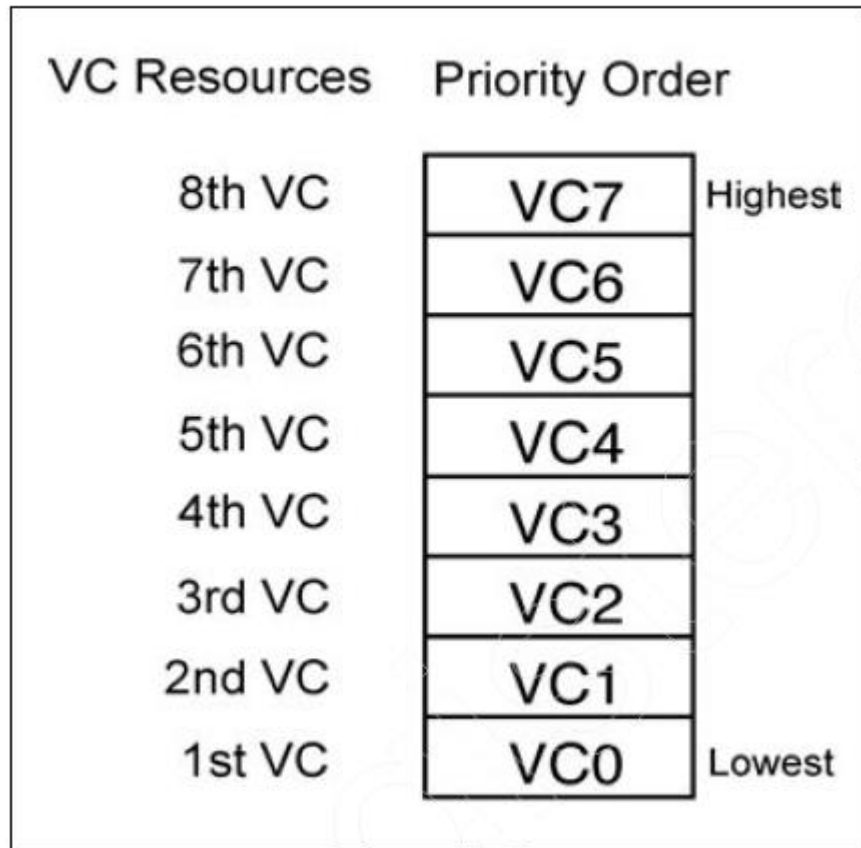 VC Resources Priority Order
8th VC VC7 Highest
7th VC VC6
6th VC VC5
5th VC VC4
4th VC VC3
3rd VC VC2
2nd VC VC1
1st VC VC0 Lowest